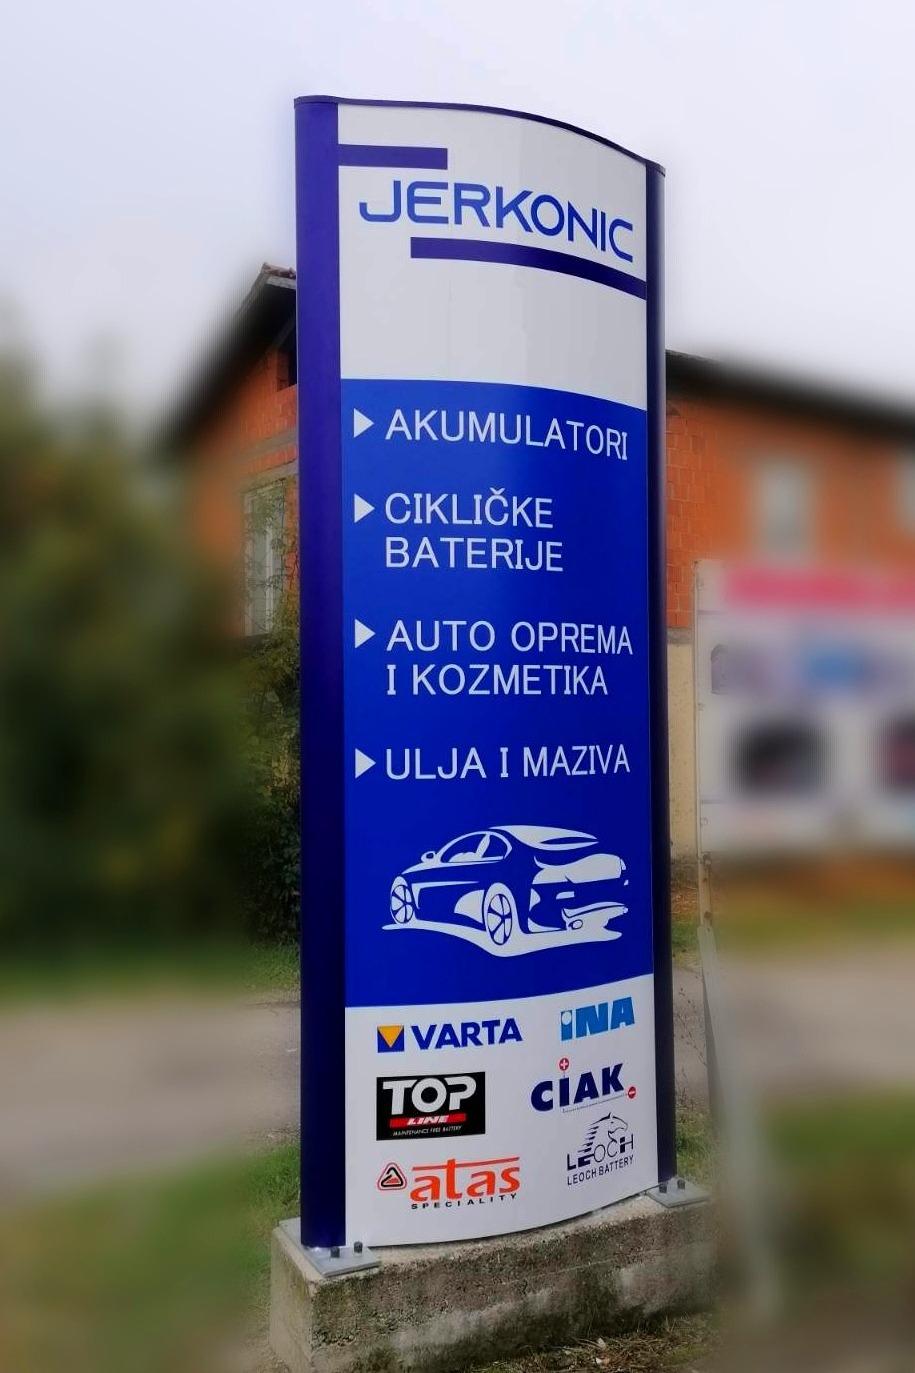 JERKONIC
AKUMULATORI
CIKLIČKE
BATERIJE
AUTO OPREMA
I KOZMETIKA
ULJA I MAZIVA
VARTA
INA
TOP
LINE
MAINTENANCE FREE BATTERY
CIAK
LEOCH
LEOCH BATTERY
atas
SPECIALITY